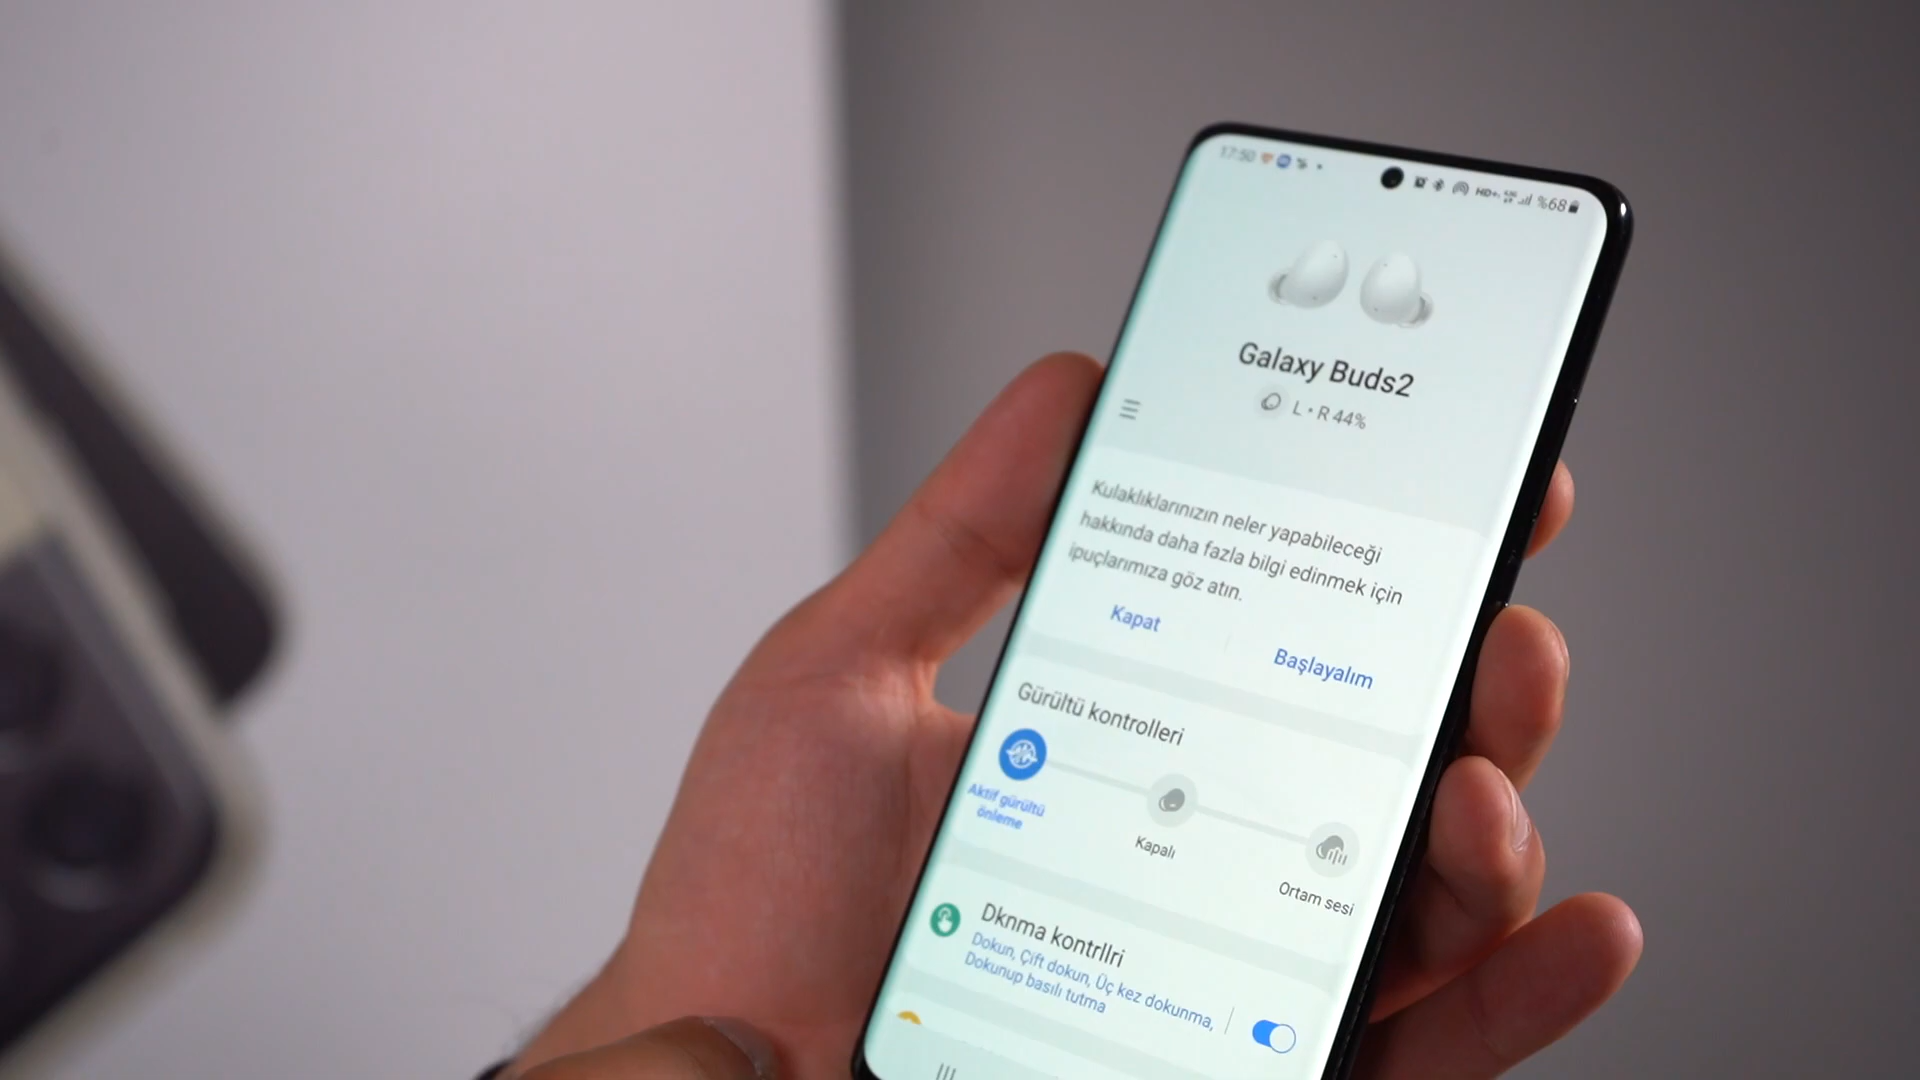 17:50
HD+
%68
Galaxy Buds2
L • R 44%
Kulaklıklarınızın neler yapabileceği
hakkında daha fazla bilgi edinmek için
ipuçlarımıza göz atın.
Kapat
Başlayalım
Gürültü kontrolleri
Aktif gürültü
önleme
Kapalı
Ortam sesi
Dknma kontrllri
Dokun, Çift dokun, Üç kez dokunma,
Dokunup basılı tutma